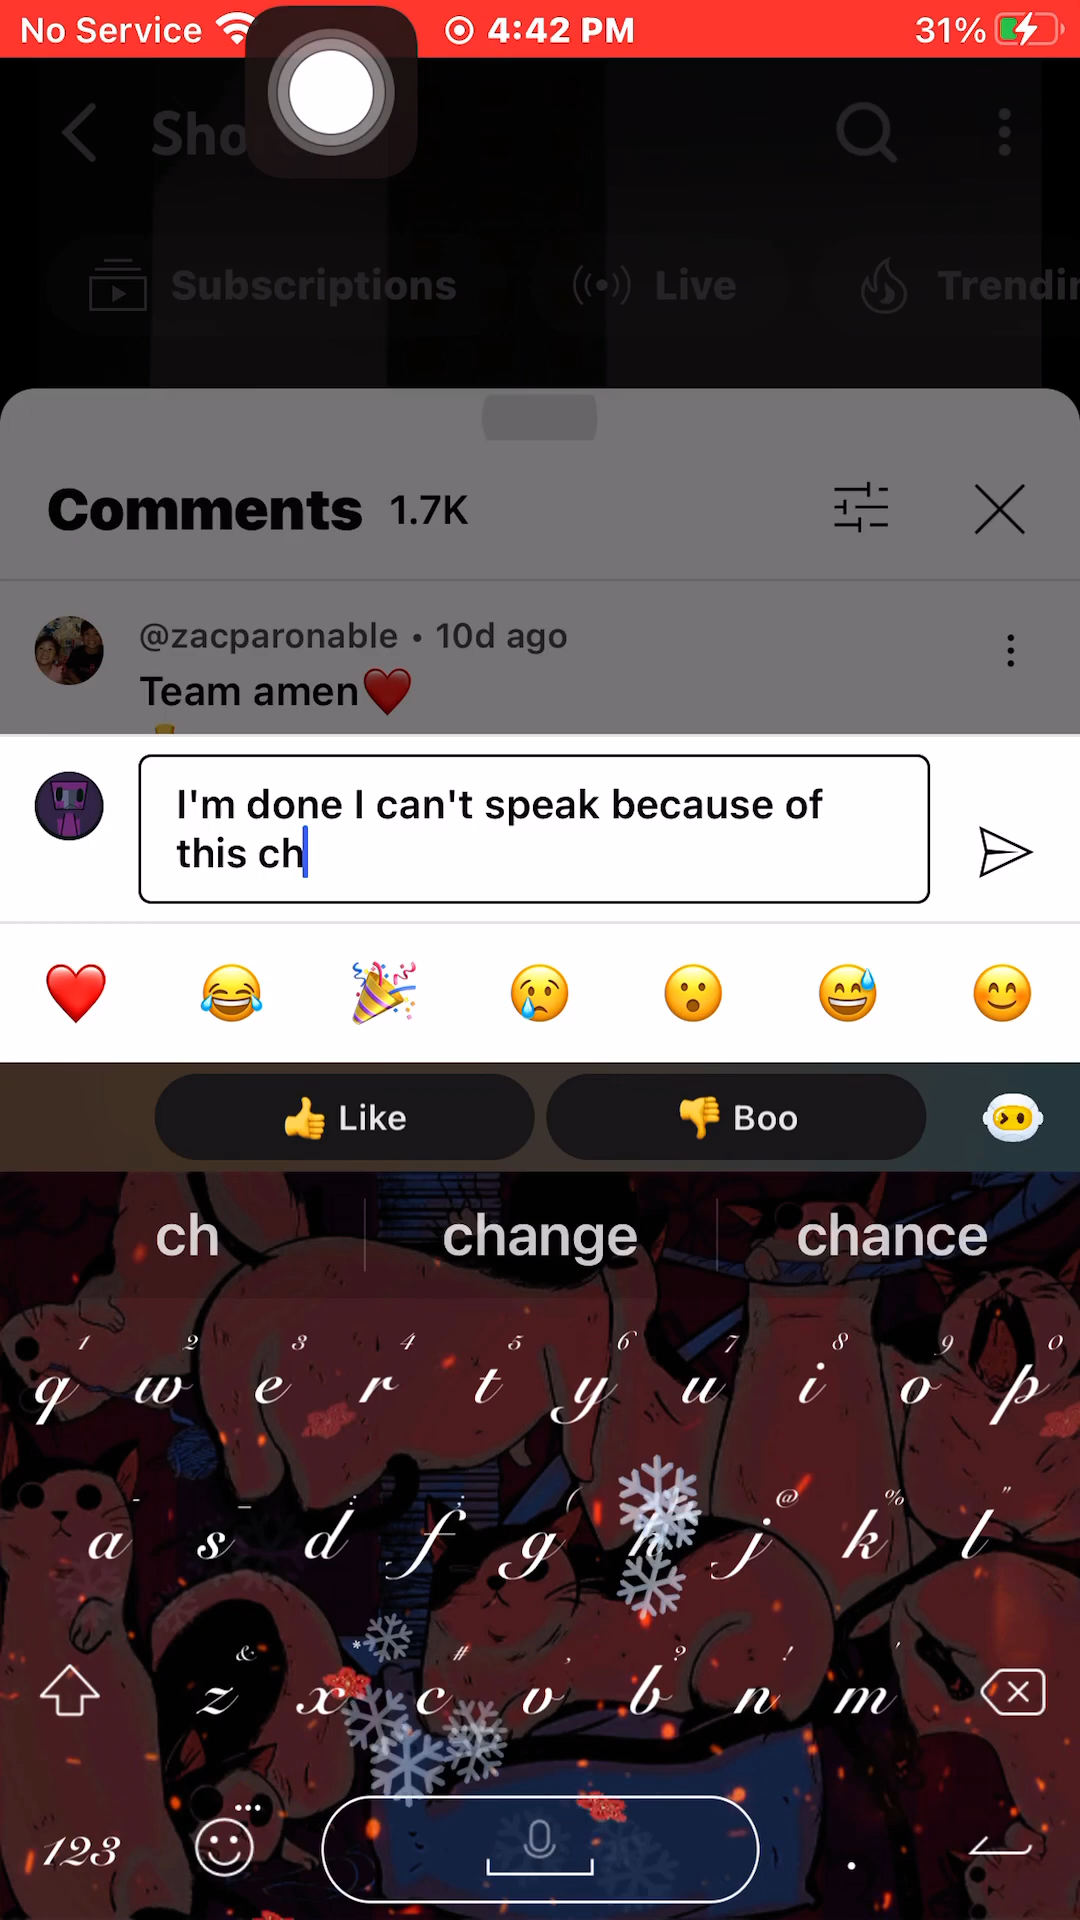 No Service 4:42 PM 31%
Sho
Subscriptions Live Trendin
Comments 1.7K
@zacparonable • 10d ago
Team amen❤️
I'm done I can't speak because of
this ch
👍 Like 👎 Boo
ch change chance
1 2 3 4 5 6 7 8 9 0
q w e r t y u i o p
- _ : ; ( @ % "
a s d f g h j k l
& * # , ? ! '
z x c v b n m
123 .